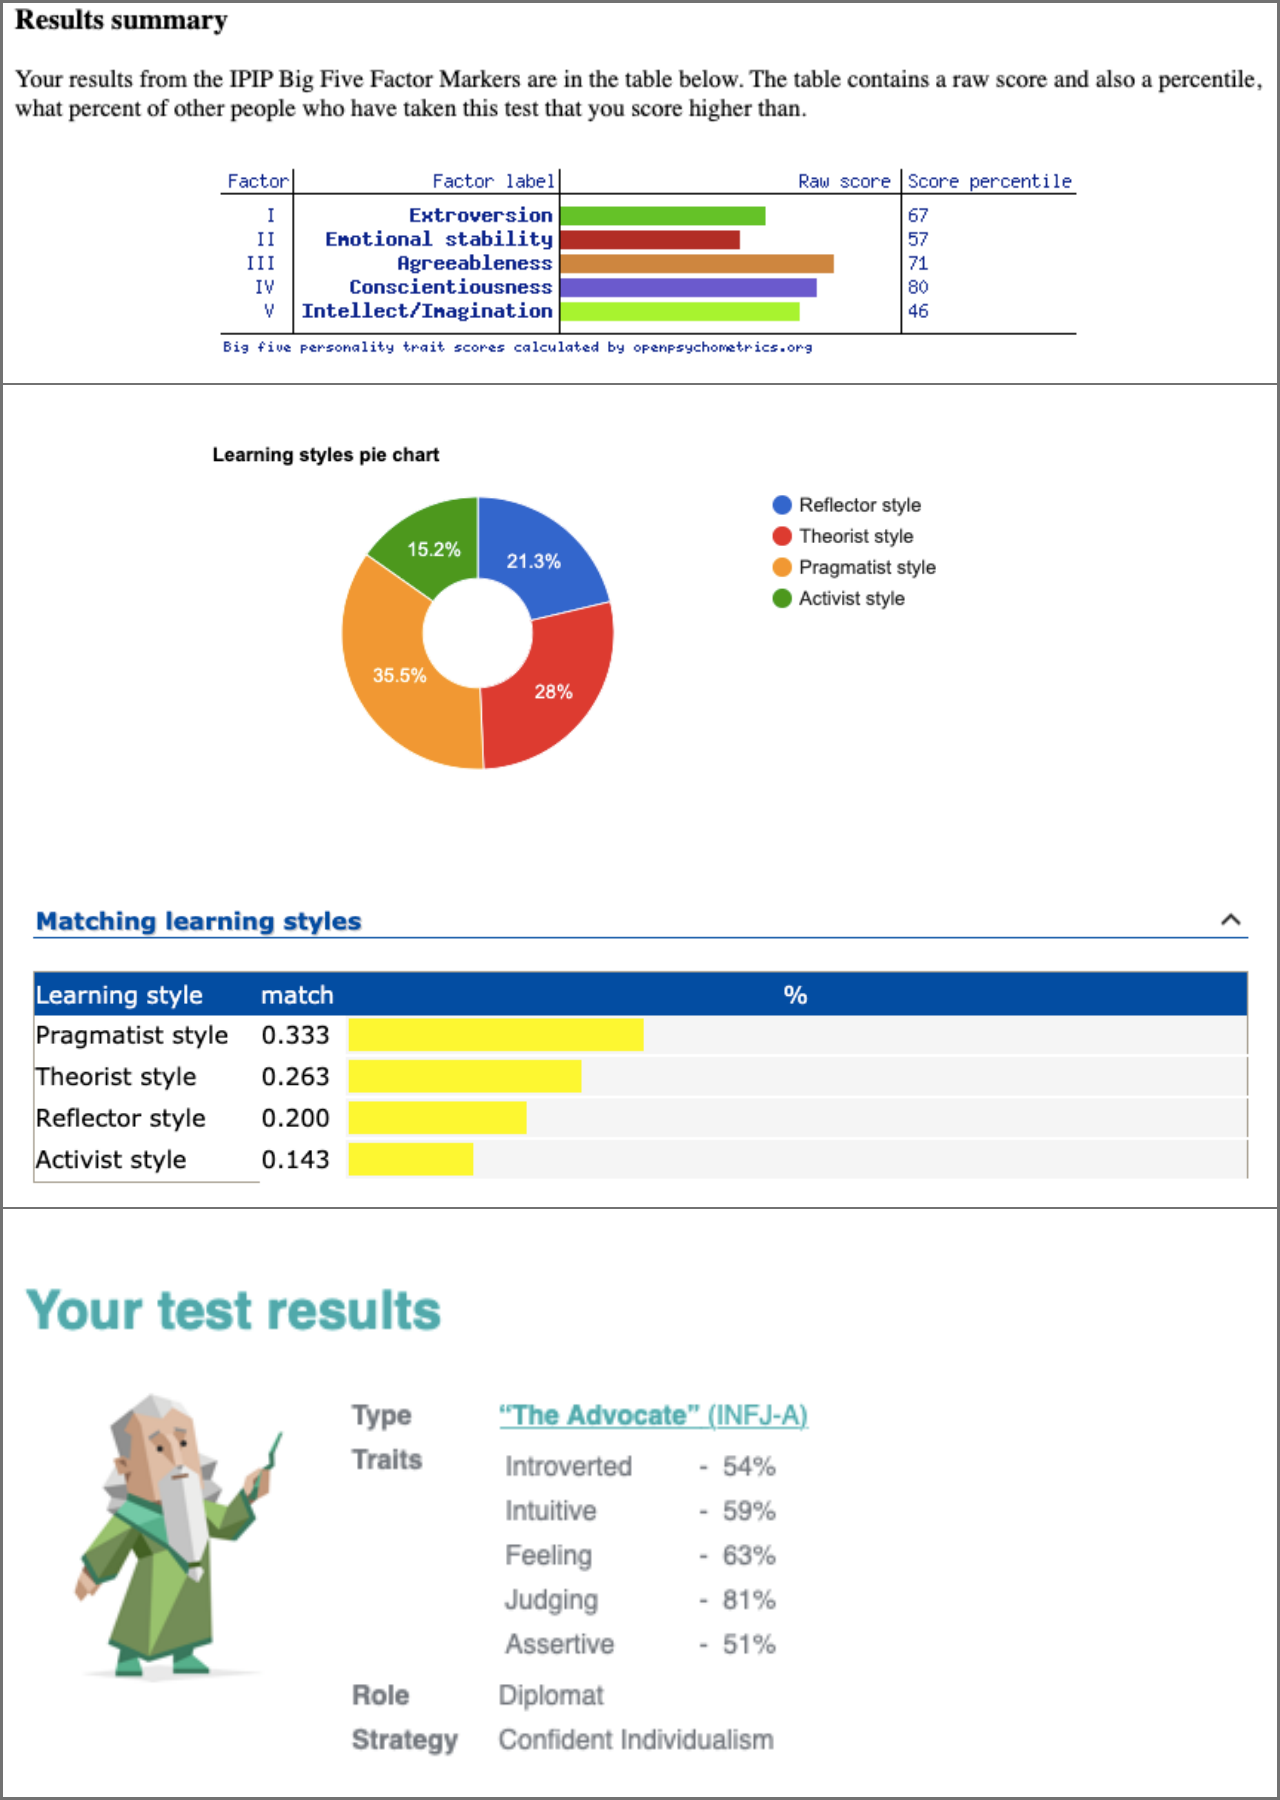 Results summary
Your results from the IPIP Big Five Factor Markers are in the table below. The table contains a raw score and also a percentile,
what percent of other people who have taken this test that you score higher than.
Factor Factor label Raw score Score percentile
I Extroversion 67
II Emotional stability 57
III Agreeableness 71
IV Conscientiousness 80
V Intellect/Imagination 46
Big five personality trait scores calculated by openpsychometrics.org
Learning styles pie chart
15.2%
21.3%
35.5%
28%
Reflector style
Theorist style
Pragmatist style
Activist style
Matching learning styles
Learning style match %
Pragmatist style 0.333
Theorist style 0.263
Reflector style 0.200
Activist style 0.143
Your test results
Type "The Advocate" (INFJ-A)
Traits Introverted - 54%
Intuitive - 59%
Feeling - 63%
Judging - 81%
Assertive - 51%
Role Diplomat
Strategy Confident Individualism